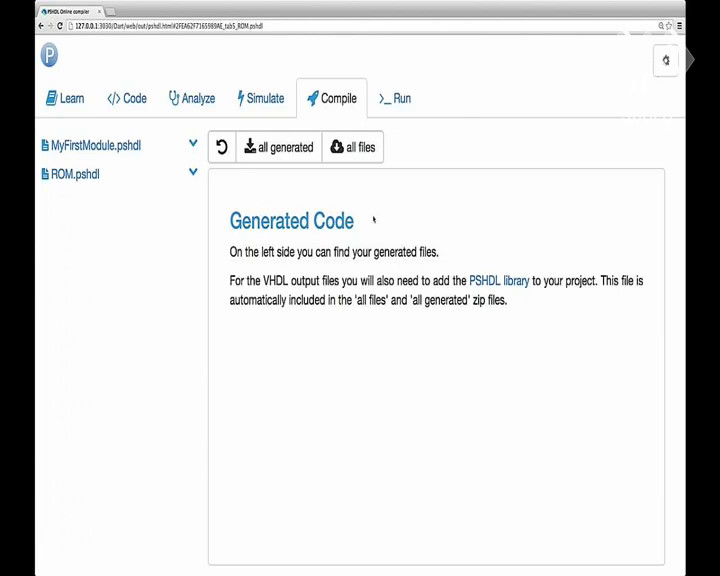 PSHDL Online compiler
127.0.0.1:3030/Dart/web/out/pshdl.html#2FEA62F7165989AE_tab5_ROM.pshdl
P
Learn </> Code Analyze Simulate Compile >_ Run
MyFirstModule.pshdl
ROM.pshdl
all generated all files
Generated Code
On the left side you can find your generated files.
For the VHDL output files you will also need to add the PSHDL library to your project. This file is
automatically included in the 'all files' and 'all generated' zip files.